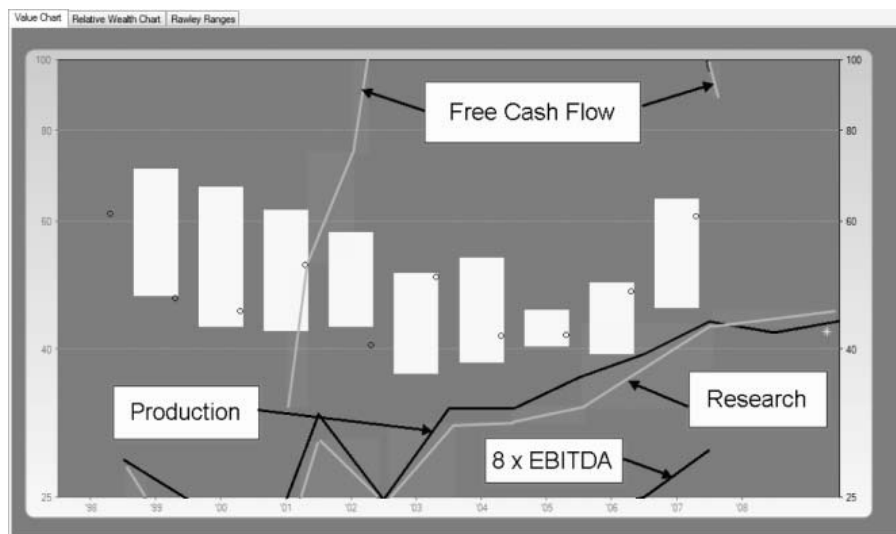 Value Chart Relative Wealth Chart Rawley Ranges
100 100
Free Cash Flow
80 80
60 60
40 40
Production
Research
8 x EBITDA
25 25
'98 '99 '00 '01 '02 '03 '04 '05 '06 '07 '08